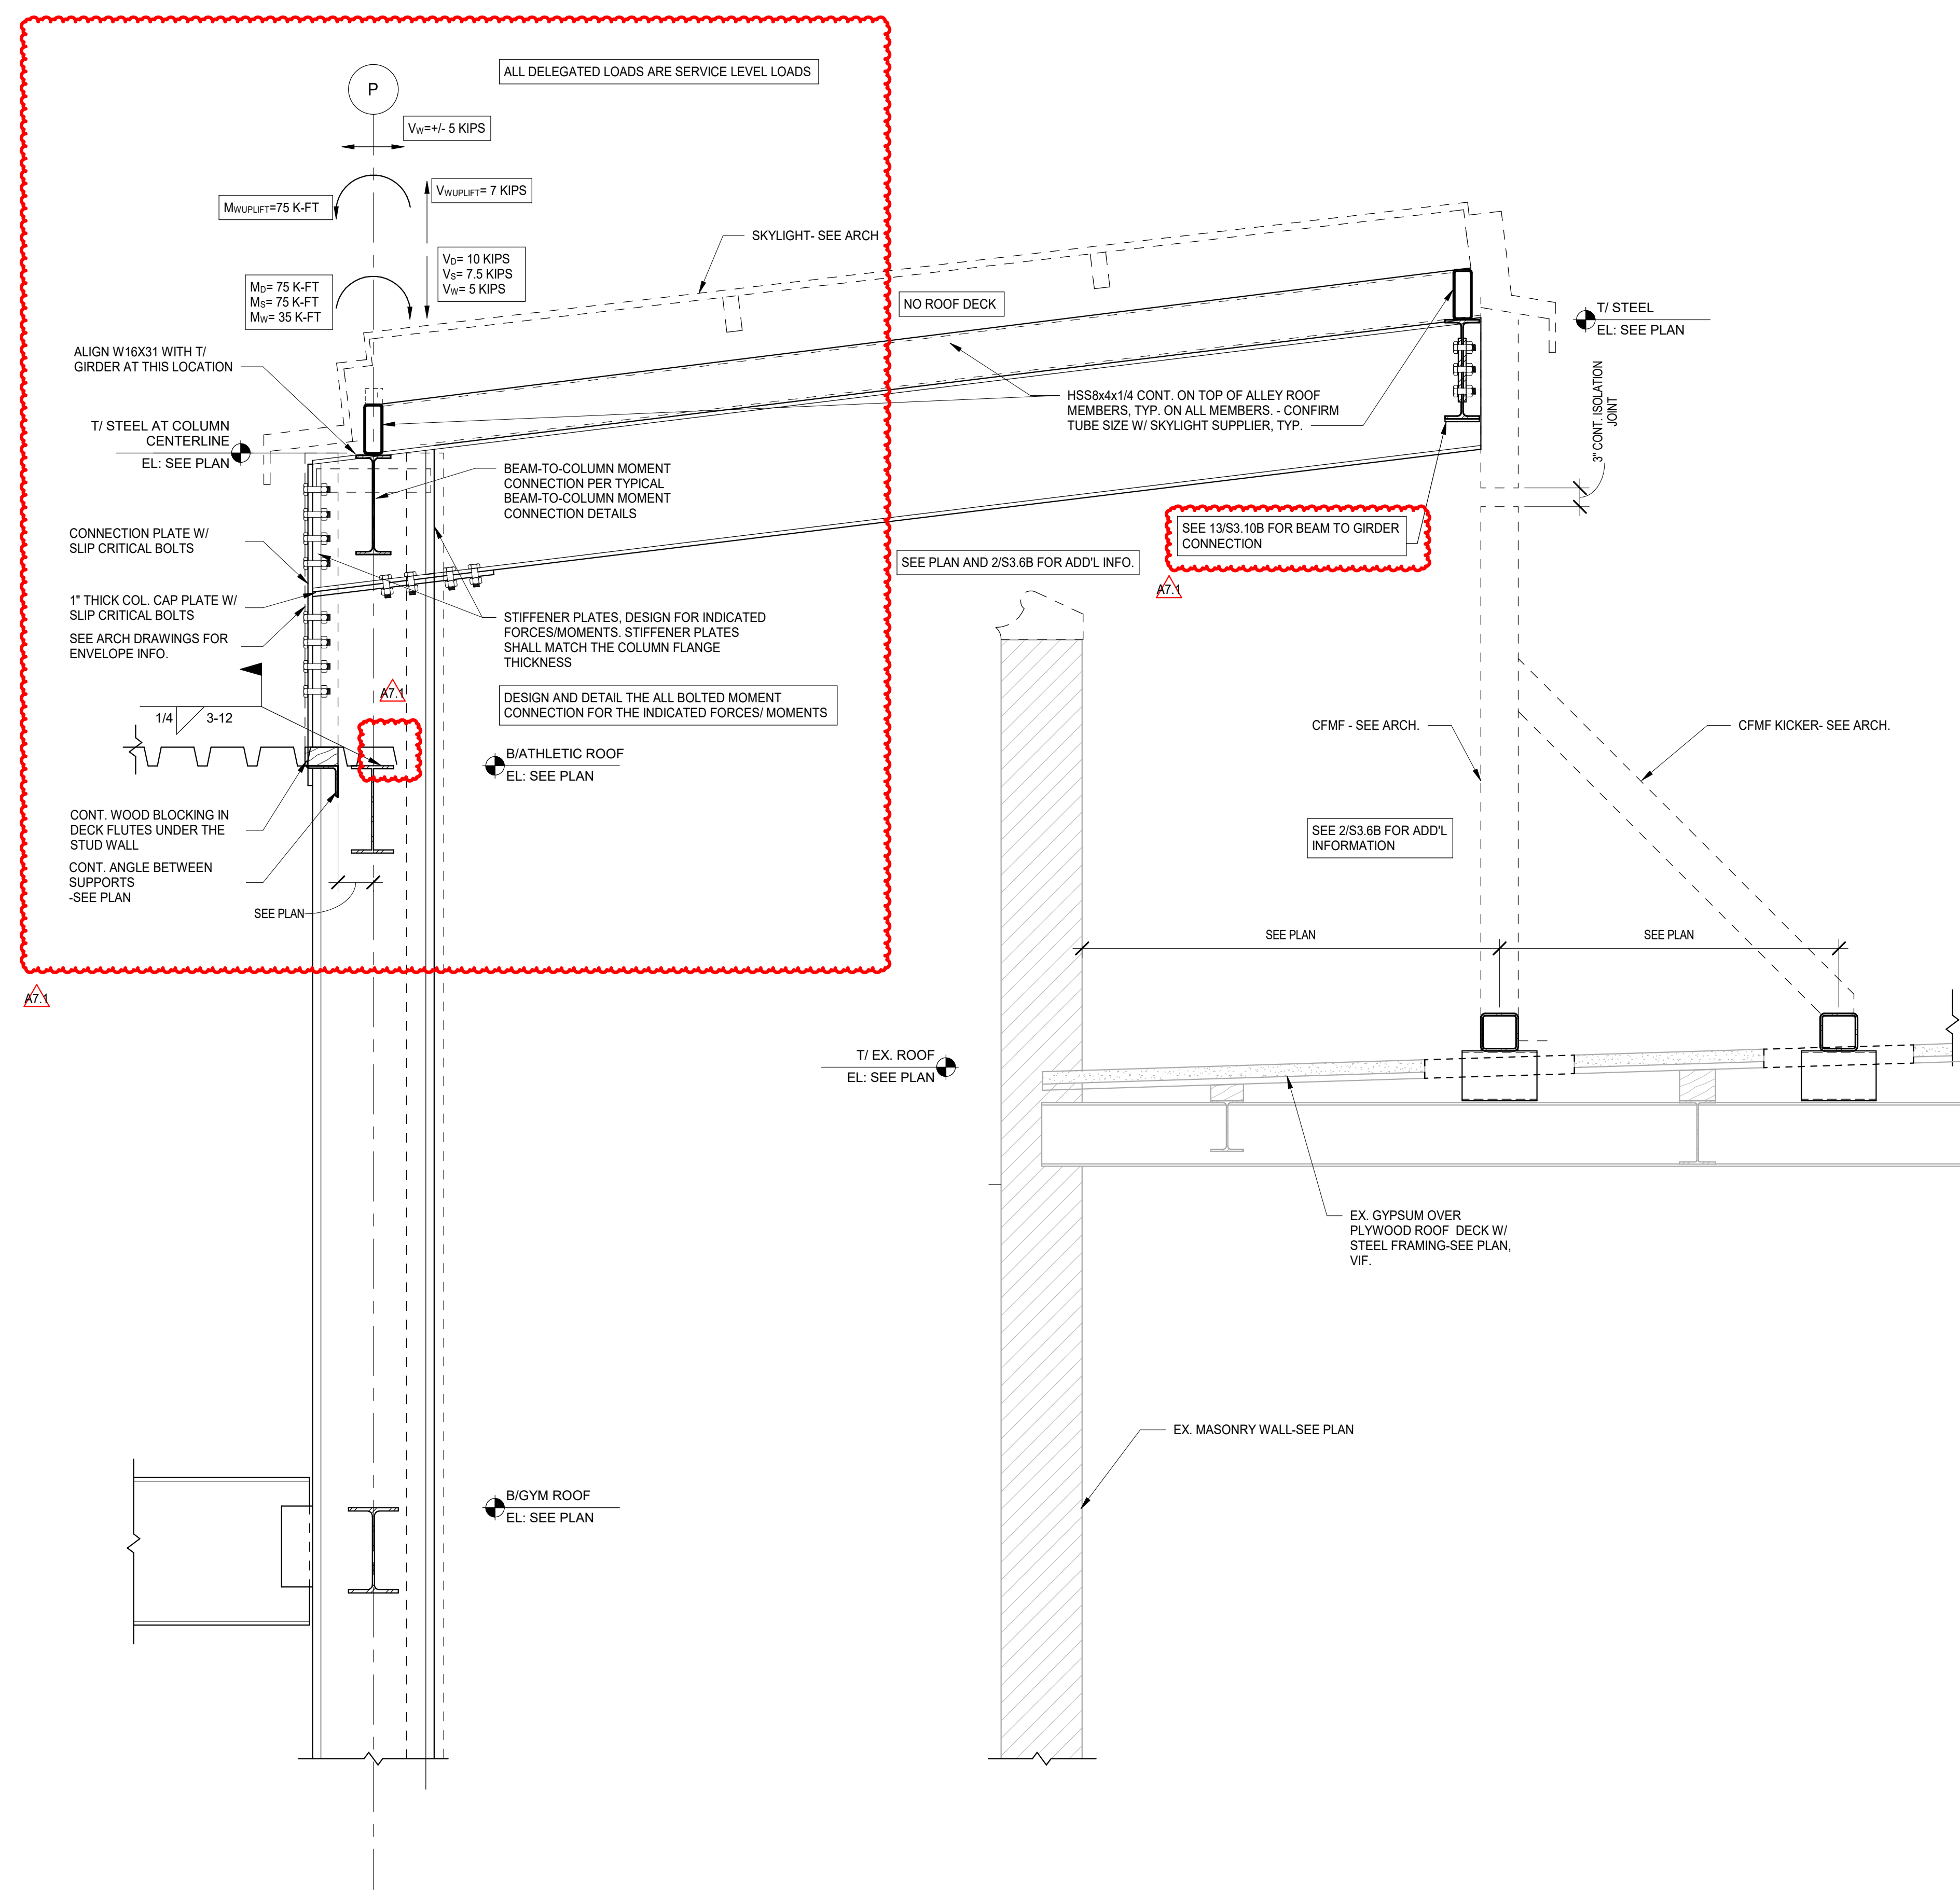 ALL DELEGATED LOADS ARE SERVICE LEVEL LOADS
P
VW=+/- 5 KIPS
VWUPLIFT= 7 KIPS
MWUPLIFT=75 K-FT
VD= 10 KIPS
VS= 7.5 KIPS
VW= 5 KIPS
MD= 75 K-FT
MS= 75 K-FT
MW= 35 K-FT
SKYLIGHT- SEE ARCH
NO ROOF DECK
T/ STEEL
EL: SEE PLAN
ALIGN W16X31 WITH T/
GIRDER AT THIS LOCATION
HSS8x4x1/4 CONT. ON TOP OF ALLEY ROOF
MEMBERS, TYP. ON ALL MEMBERS. - CONFIRM
TUBE SIZE W/ SKYLIGHT SUPPLIER, TYP.
3" CONT. ISOLATION
JOINT
T/ STEEL AT COLUMN
CENTERLINE
EL: SEE PLAN
BEAM-TO-COLUMN MOMENT
CONNECTION PER TYPICAL
BEAM-TO-COLUMN MOMENT
CONNECTION DETAILS
CONNECTION PLATE W/
SLIP CRITICAL BOLTS
SEE 13/S3.10B FOR BEAM TO GIRDER
CONNECTION
A7.1
SEE PLAN AND 2/S3.6B FOR ADD'L INFO.
1" THICK COL. CAP PLATE W/
SLIP CRITICAL BOLTS
SEE ARCH DRAWINGS FOR
ENVELOPE INFO.
STIFFENER PLATES, DESIGN FOR INDICATED
FORCES/MOMENTS. STIFFENER PLATES
SHALL MATCH THE COLUMN FLANGE
THICKNESS
A7.1
DESIGN AND DETAIL THE ALL BOLTED MOMENT
CONNECTION FOR THE INDICATED FORCES/ MOMENTS
1/4
3-12
CFMF - SEE ARCH.
CFMF KICKER- SEE ARCH.
B/ATHLETIC ROOF
EL: SEE PLAN
CONT. WOOD BLOCKING IN
DECK FLUTES UNDER THE
STUD WALL
CONT. ANGLE BETWEEN
SUPPORTS
-SEE PLAN
SEE PLAN
SEE 2/S3.6B FOR ADD'L
INFORMATION
SEE PLAN
SEE PLAN
A7.1
T/ EX. ROOF
EL: SEE PLAN
EX. GYPSUM OVER
PLYWOOD ROOF DECK W/
STEEL FRAMING-SEE PLAN,
VIF.
EX. MASONRY WALL-SEE PLAN
B/GYM ROOF
EL: SEE PLAN